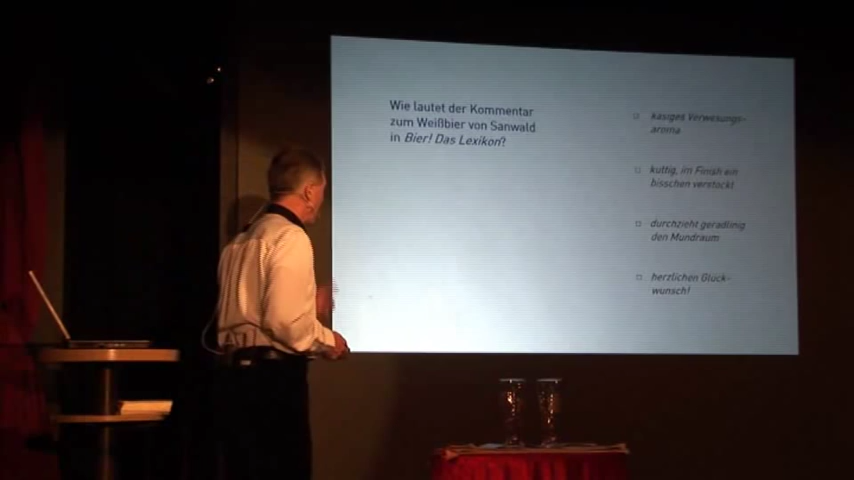 Wie lautet der Kommentar
zum Weißbier von Sanwald
in Bier! Das Lexikon?
käsiges Verwesungs-
aroma
kuttig, im Finish ein
bisschen verstockt
durchzieht geradlinig
den Mundraum
herzlichen Glück-
wunsch!